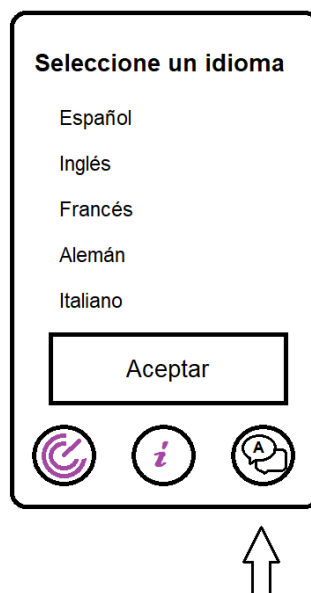 Seleccione un idioma
Español
Inglés
Francés
Alemán
Italiano
Aceptar
i
A